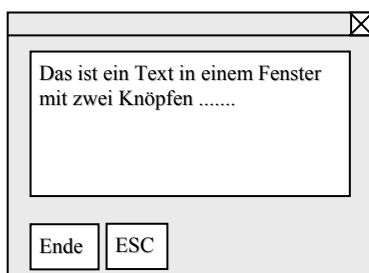 Das ist ein Text in einem Fenster
mit zwei Knöpfen .......
Ende
ESC